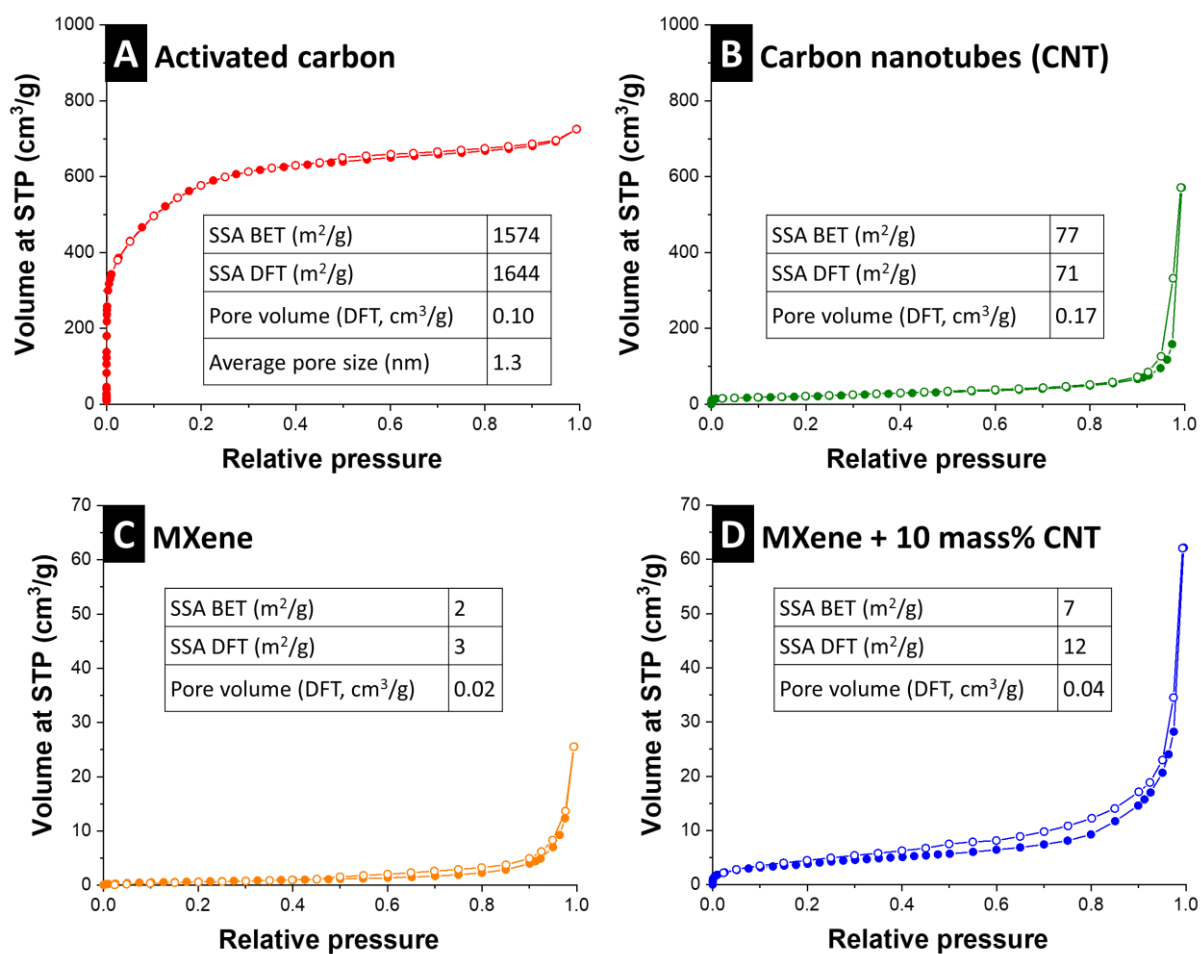 A Activated carbon
Volume at STP (cm³/g)
1000
800
600
400
200
0
SSA BET (m²/g) 1574
SSA DFT (m²/g) 1644
Pore volume (DFT, cm³/g) 0.10
Average pore size (nm) 1.3
0.0 0.2 0.4 0.6 0.8 1.0
Relative pressure
B Carbon nanotubes (CNT)
Volume at STP (cm³/g)
1000
800
600
400
200
0
SSA BET (m²/g) 77
SSA DFT (m²/g) 71
Pore volume (DFT, cm³/g) 0.17
0.0 0.2 0.4 0.6 0.8 1.0
Relative pressure
C MXene
Volume at STP (cm³/g)
70
60
50
40
30
20
10
0
SSA BET (m²/g) 2
SSA DFT (m²/g) 3
Pore volume (DFT, cm³/g) 0.02
0.0 0.2 0.4 0.6 0.8 1.0
Relative pressure
D MXene + 10 mass% CNT
Volume at STP (cm³/g)
70
60
50
40
30
20
10
0
SSA BET (m²/g) 7
SSA DFT (m²/g) 12
Pore volume (DFT, cm³/g) 0.04
0.0 0.2 0.4 0.6 0.8 1.0
Relative pressure